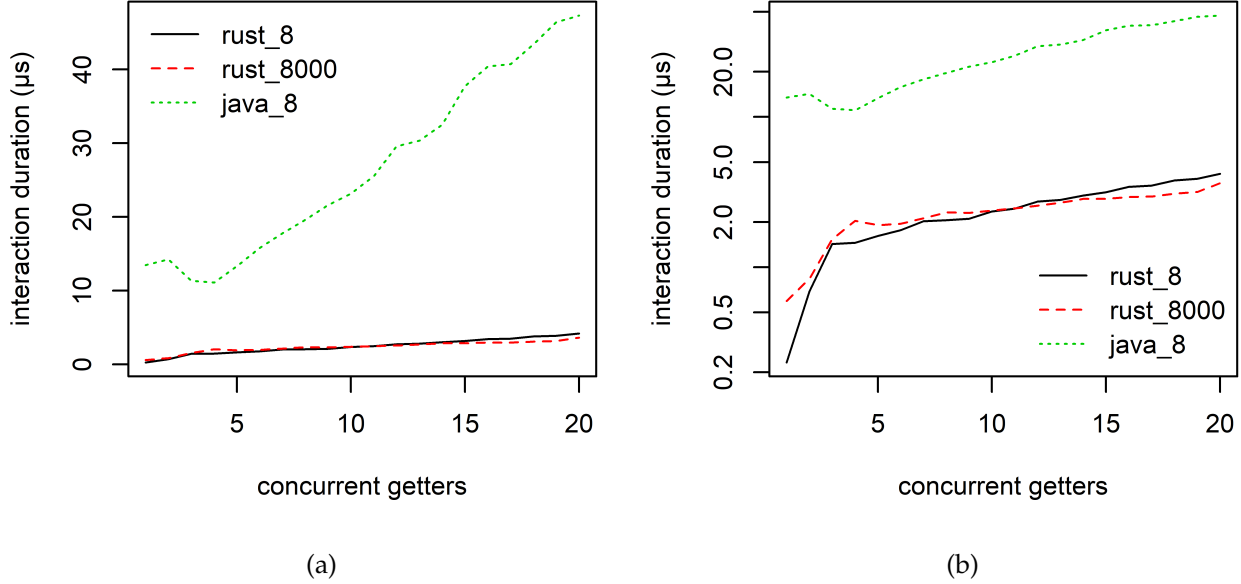 interaction duration (µs)
0 10 20 30 40
rust_8
rust_8000
java_8
5 10 15 20
concurrent getters
(a)
interaction duration (µs)
0.2 0.5 2.0 5.0 20.0
rust_8
rust_8000
java_8
5 10 15 20
concurrent getters
(b)